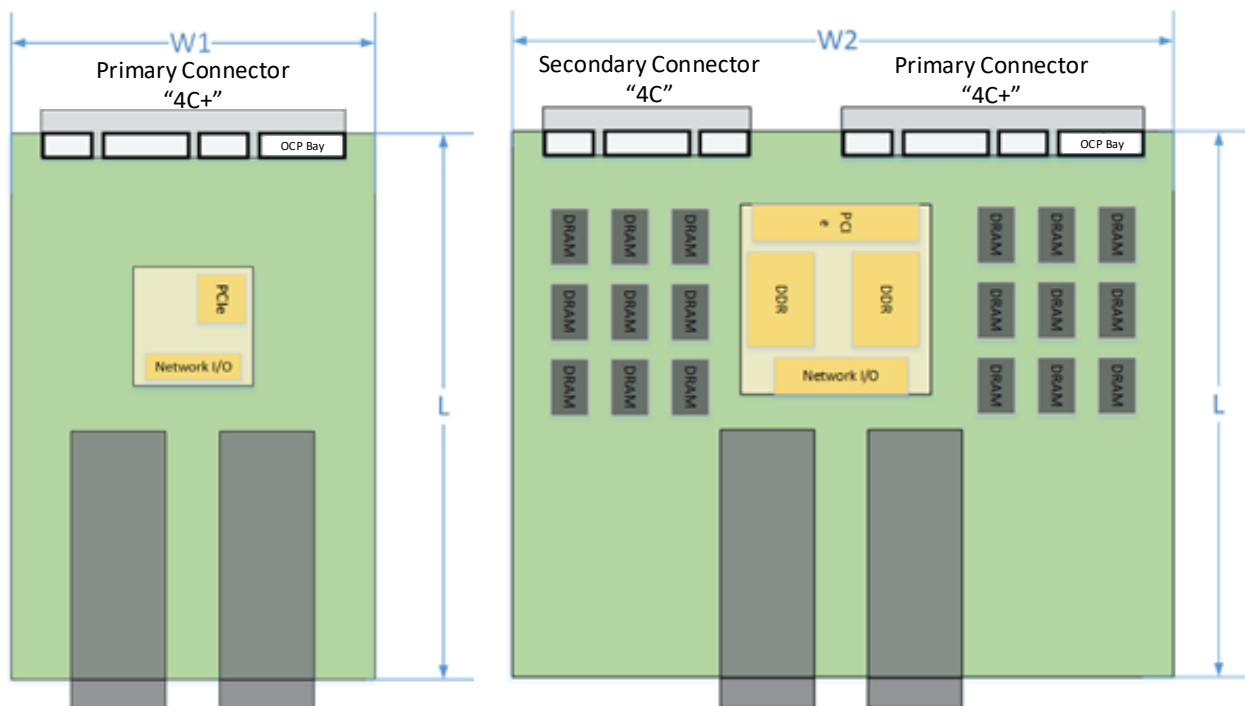 W1
Primary Connector
“4C+”
OCP Bay
PCIe
Network I/O
L
W2
Secondary Connector
“4C”
Primary Connector
“4C+”
OCP Bay
DRAM
DRAM
DRAM
DRAM
DRAM
DRAM
DRAM
DRAM
DRAM
PCI
e
DDR
DDR
Network I/O
DRAM
DRAM
DRAM
DRAM
DRAM
DRAM
DRAM
DRAM
DRAM
L